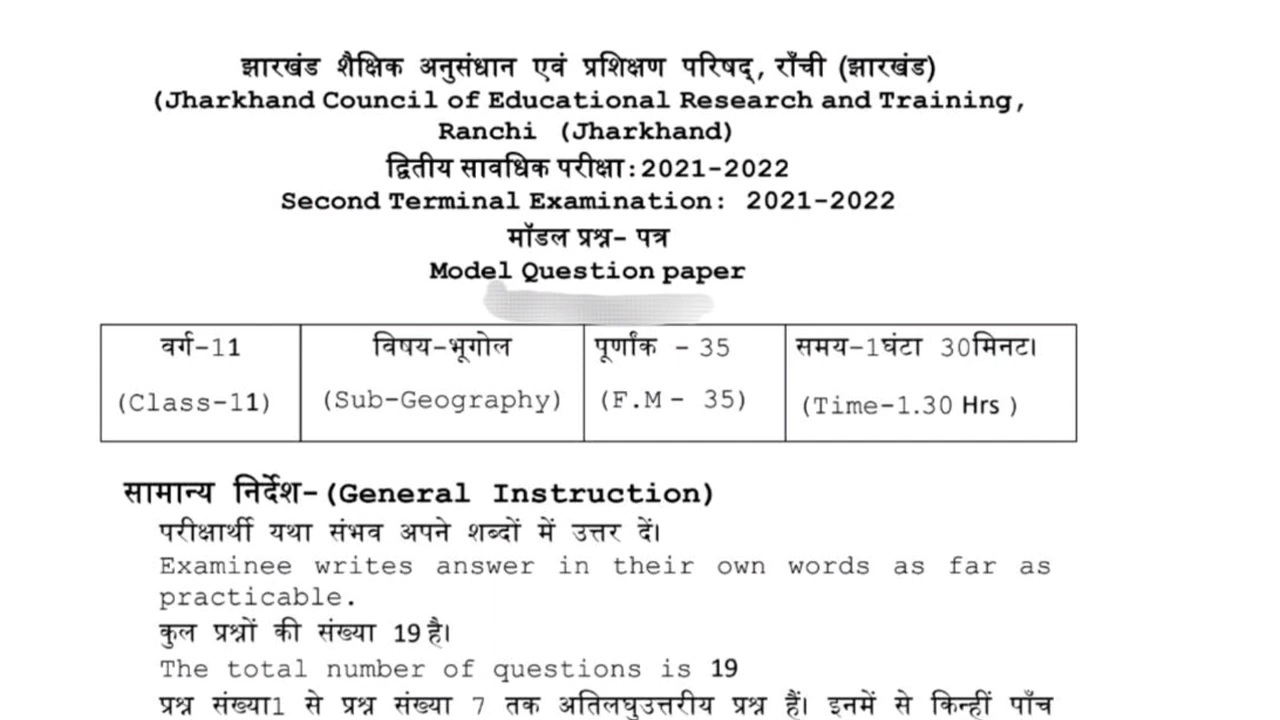 झारखंड शैक्षिक अनुसंधान एवं प्रशिक्षण परिषद्, राँची (झारखंड)
(Jharkhand Council of Educational Research and Training,
Ranchi (Jharkhand)
द्वितीय सावधिक परीक्षा:2021-2022
Second Terminal Examination: 2021-2022
मॉडल प्रश्न- पत्र
Model Question paper
वर्ग-11 विषय-भूगोल पूर्णांक - 35 समय-1घंटा 30मिनट।
(Class-11) (Sub-Geography) (F.M- 35) (Time-1.30 Hrs )
सामान्य निर्देश-(General Instruction)
परीक्षार्थी यथा संभव अपने शब्दों में उत्तर दें।
Examinee writes answer in their own words as far as
practicable.
कुल प्रश्नों की संख्या 19 है।
The total number of questions is 19
प्रश्न संख्या1 से प्रश्न संख्या 7 तक अतिलघुउत्तरीय प्रश्न हैं। इनमें से किन्हीं पाँच